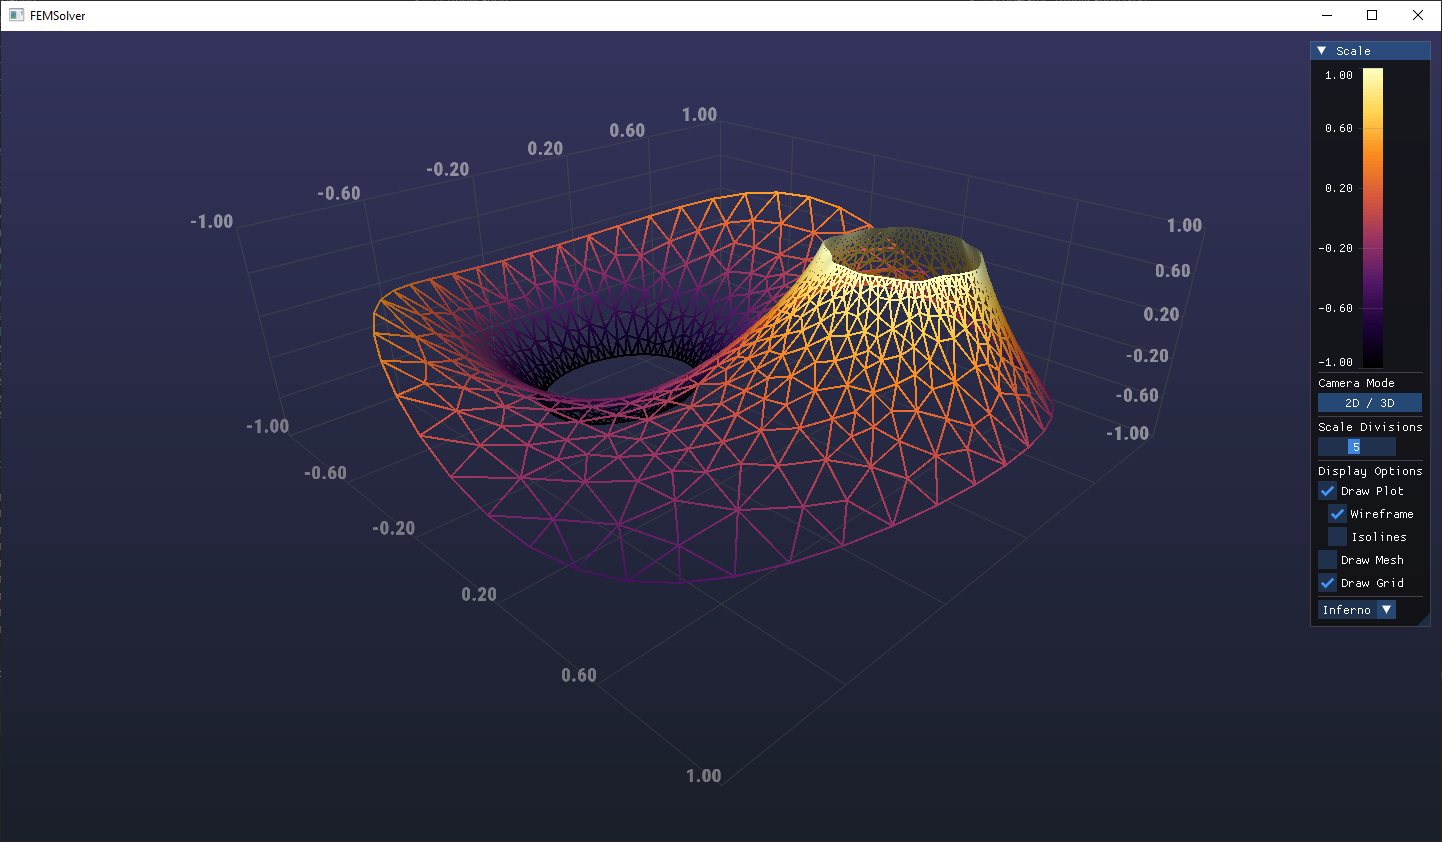 FEMSolver
1.00
0.60
0.20
-0.20
-0.60
-1.00
1.00
0.60
0.20
-0.20
-0.60
-1.00
-1.00
-0.60
-0.20
0.20
0.60
1.00
Scale
1.00
0.60
0.20
-0.20
-0.60
-1.00
Camera Mode
2D / 3D
Scale Divisions
5
Display Options
Draw Plot
Wireframe
Isolines
Draw Mesh
Draw Grid
Inferno